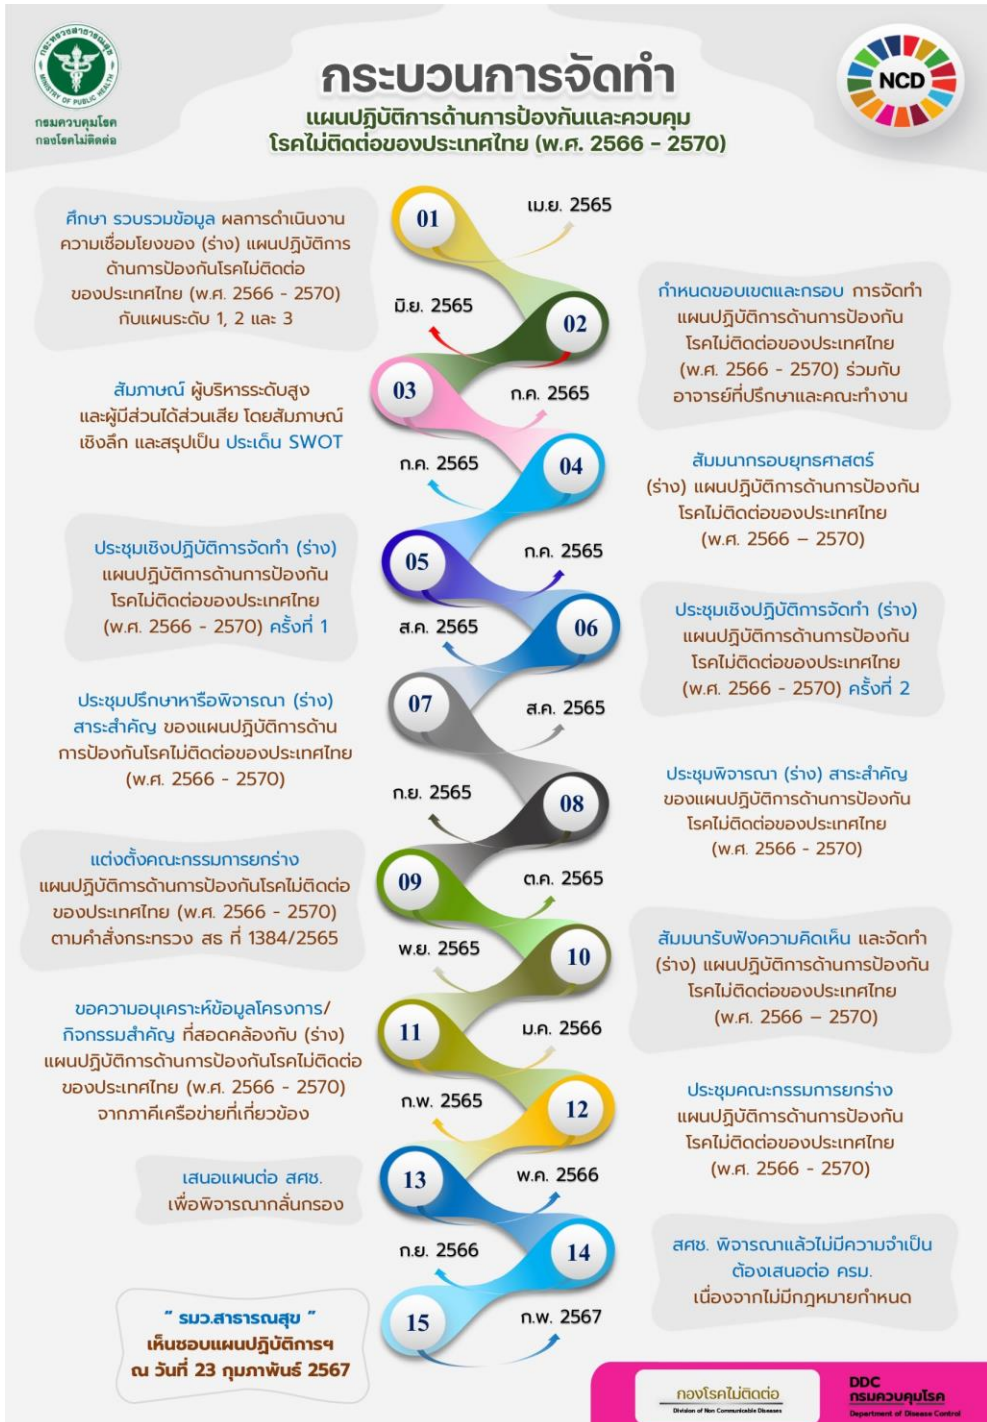 กระทรวงสาธารณสุข
MINISTRY OF PUBLIC HEALTH
กรมควบคุมโรค
กองโรคไม่ติดต่อ
กระบวนการจัดทำ
แผนปฏิบัติการด้านการป้องกันและควบคุม
โรคไม่ติดต่อของประเทศไทย (พ.ศ. 2566 - 2570)
NCD
01
เม.ย. 2565
ศึกษา รวบรวมข้อมูล ผลการดำเนินงาน
ความเชื่อมโยงของ (ร่าง) แผนปฏิบัติการ
ด้านการป้องกันโรคไม่ติดต่อ
ของประเทศไทย (พ.ศ. 2566 - 2570)
กับแผนระดับ 1, 2 และ 3
มิ.ย. 2565
02
กำหนดขอบเขตและกรอบ การจัดทำ
แผนปฏิบัติการด้านการป้องกัน
โรคไม่ติดต่อของประเทศไทย
(พ.ศ. 2566 - 2570) ร่วมกับ
อาจารย์ที่ปรึกษาและคณะทำงาน
03
ก.ค. 2565
สัมภาษณ์ ผู้บริหารระดับสูง
และผู้มีส่วนได้ส่วนเสีย โดยสัมภาษณ์
เชิงลึก และสรุปเป็น ประเด็น SWOT
ก.ค. 2565
04
สัมมนากรอบยุทธศาสตร์
(ร่าง) แผนปฏิบัติการด้านการป้องกัน
โรคไม่ติดต่อของประเทศไทย
(พ.ศ. 2566 – 2570)
05
ก.ค. 2565
ประชุมเชิงปฏิบัติการจัดทำ (ร่าง)
แผนปฏิบัติการด้านการป้องกัน
โรคไม่ติดต่อของประเทศไทย
(พ.ศ. 2566 - 2570) ครั้งที่ 1
ส.ค. 2565
06
ประชุมเชิงปฏิบัติการจัดทำ (ร่าง)
แผนปฏิบัติการด้านการป้องกัน
โรคไม่ติดต่อของประเทศไทย
(พ.ศ. 2566 - 2570) ครั้งที่ 2
07
ส.ค. 2565
ประชุมปรึกษาหารือพิจารณา (ร่าง)
สาระสำคัญ ของแผนปฏิบัติการด้าน
การป้องกันโรคไม่ติดต่อของประเทศไทย
(พ.ศ. 2566 - 2570)
ก.ย. 2565
08
ประชุมพิจารณา (ร่าง) สาระสำคัญ
ของแผนปฏิบัติการด้านการป้องกัน
โรคไม่ติดต่อของประเทศไทย
(พ.ศ. 2566 - 2570)
09
ต.ค. 2565
แต่งตั้งคณะกรรมการยกร่าง
แผนปฏิบัติการด้านการป้องกันโรคไม่ติดต่อ
ของประเทศไทย (พ.ศ. 2566 - 2570)
ตามคำสั่งกระทรวง สธ ที่ 1384/2565
พ.ย. 2565
10
สัมมนารับฟังความคิดเห็น และจัดทำ
(ร่าง) แผนปฏิบัติการด้านการป้องกัน
โรคไม่ติดต่อของประเทศไทย
(พ.ศ. 2566 – 2570)
11
ม.ค. 2566
ขอความอนุเคราะห์ข้อมูลโครงการ/
กิจกรรมสำคัญ ที่สอดคล้องกับ (ร่าง)
แผนปฏิบัติการด้านการป้องกันโรคไม่ติดต่อ
ของประเทศไทย (พ.ศ. 2566 - 2570)
จากภาคีเครือข่ายที่เกี่ยวข้อง
ก.พ. 2565
12
ประชุมคณะกรรมการยกร่าง
แผนปฏิบัติการด้านการป้องกัน
โรคไม่ติดต่อของประเทศไทย
(พ.ศ. 2566 - 2570)
13
พ.ค. 2566
เสนอแผนต่อ สศช.
เพื่อพิจารณากลั่นกรอง
ก.ย. 2566
14
สศช. พิจารณาแล้วไม่มีความจำเป็น
ต้องเสนอต่อ ครม.
เนื่องจากไม่มีกฎหมายกำหนด
15
ก.พ. 2567
" รมว.สาธารณสุข "
เห็นชอบแผนปฏิบัติการฯ
ณ วันที่ 23 กุมภาพันธ์ 2567
กองโรคไม่ติดต่อ
Division of Non Communicable Diseases
DDC
กรมควบคุมโรค
Department of Disease Control